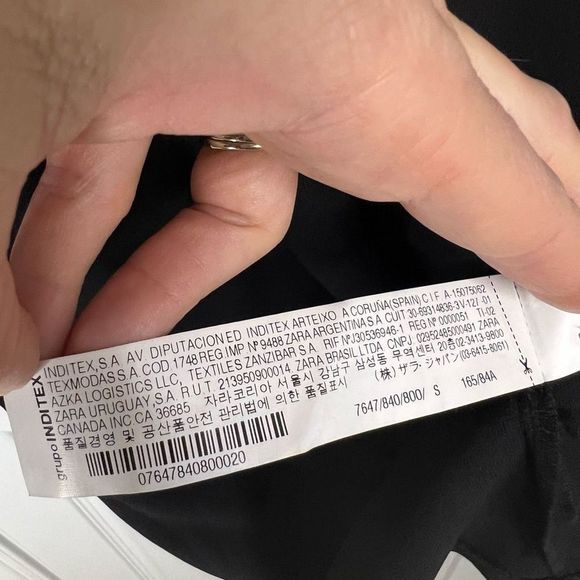 grupo INDITEX
INDITEX,S.A AV. DIPUTACION ED INDITEX ARTEIXO A CORUÑA(SPAIN) C I F A-15075062
TEXMODAS S A COD 1748 REG IMP Nº 9488 ZARA ARGENTINA S A CUIT 30-69314836-3V-12/ -01
AZKA LOGISTICS LLC, TEXTILES ZANZIBAR S A RIF Nº J30536946-1 REG Nº 0000051 TI-02
ZARA URUGUAY,S.A. R.U.T. 213950900014 ZARA BRASIL,LTDA CNPJ 02952485000491 ZARA
CANADA INC CA 36685 자라코리아 서울시 강남구 삼성동 무역센터 20층 02-3413-9800
품질경영 및 공산품안전 관리법에 의한 품질표시 (株) ザラ・ジャパン (03-6415-8061)
7647/840/800/ S 165/84A
07647840800020